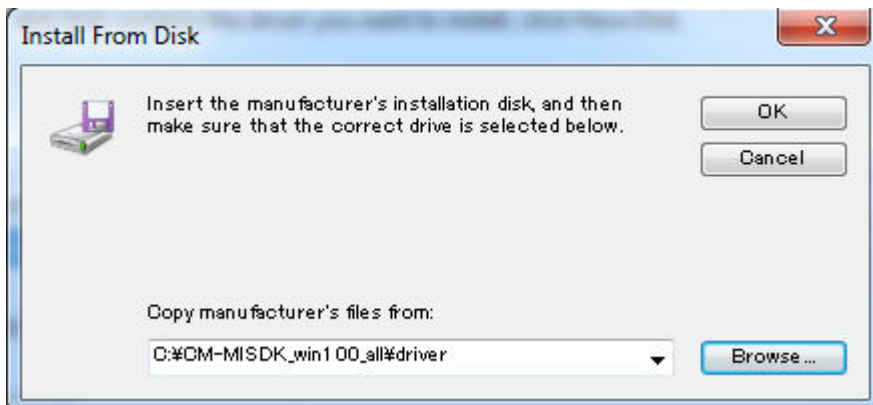 Install From Disk
Insert the manufacturer's installation disk, and then
make sure that the correct drive is selected below.
OK
Cancel
Copy manufacturer's files from:
C:¥CM-MISDK_win100_all¥driver
Browse...